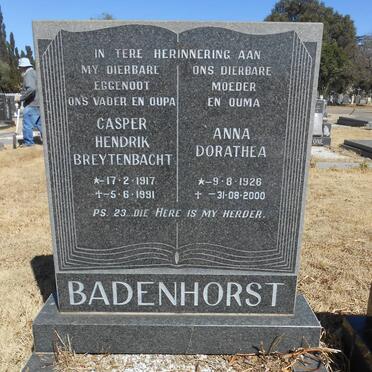 IN TERE HERINNERING AAN
MY DIERBARE
EGGENOOT
ONS VADER EN OUPA
CASPER
HENDRIK
BREYTENBACHT
*–17·2·1917
+–5·6·1991
ONS DIERBARE
MOEDER
EN OUMA
ANNA
DORATHEA
*–9·8·1926
+–31·08·2000
PS. 23...DIE HERE IS MY HERDER.
BADENHORST